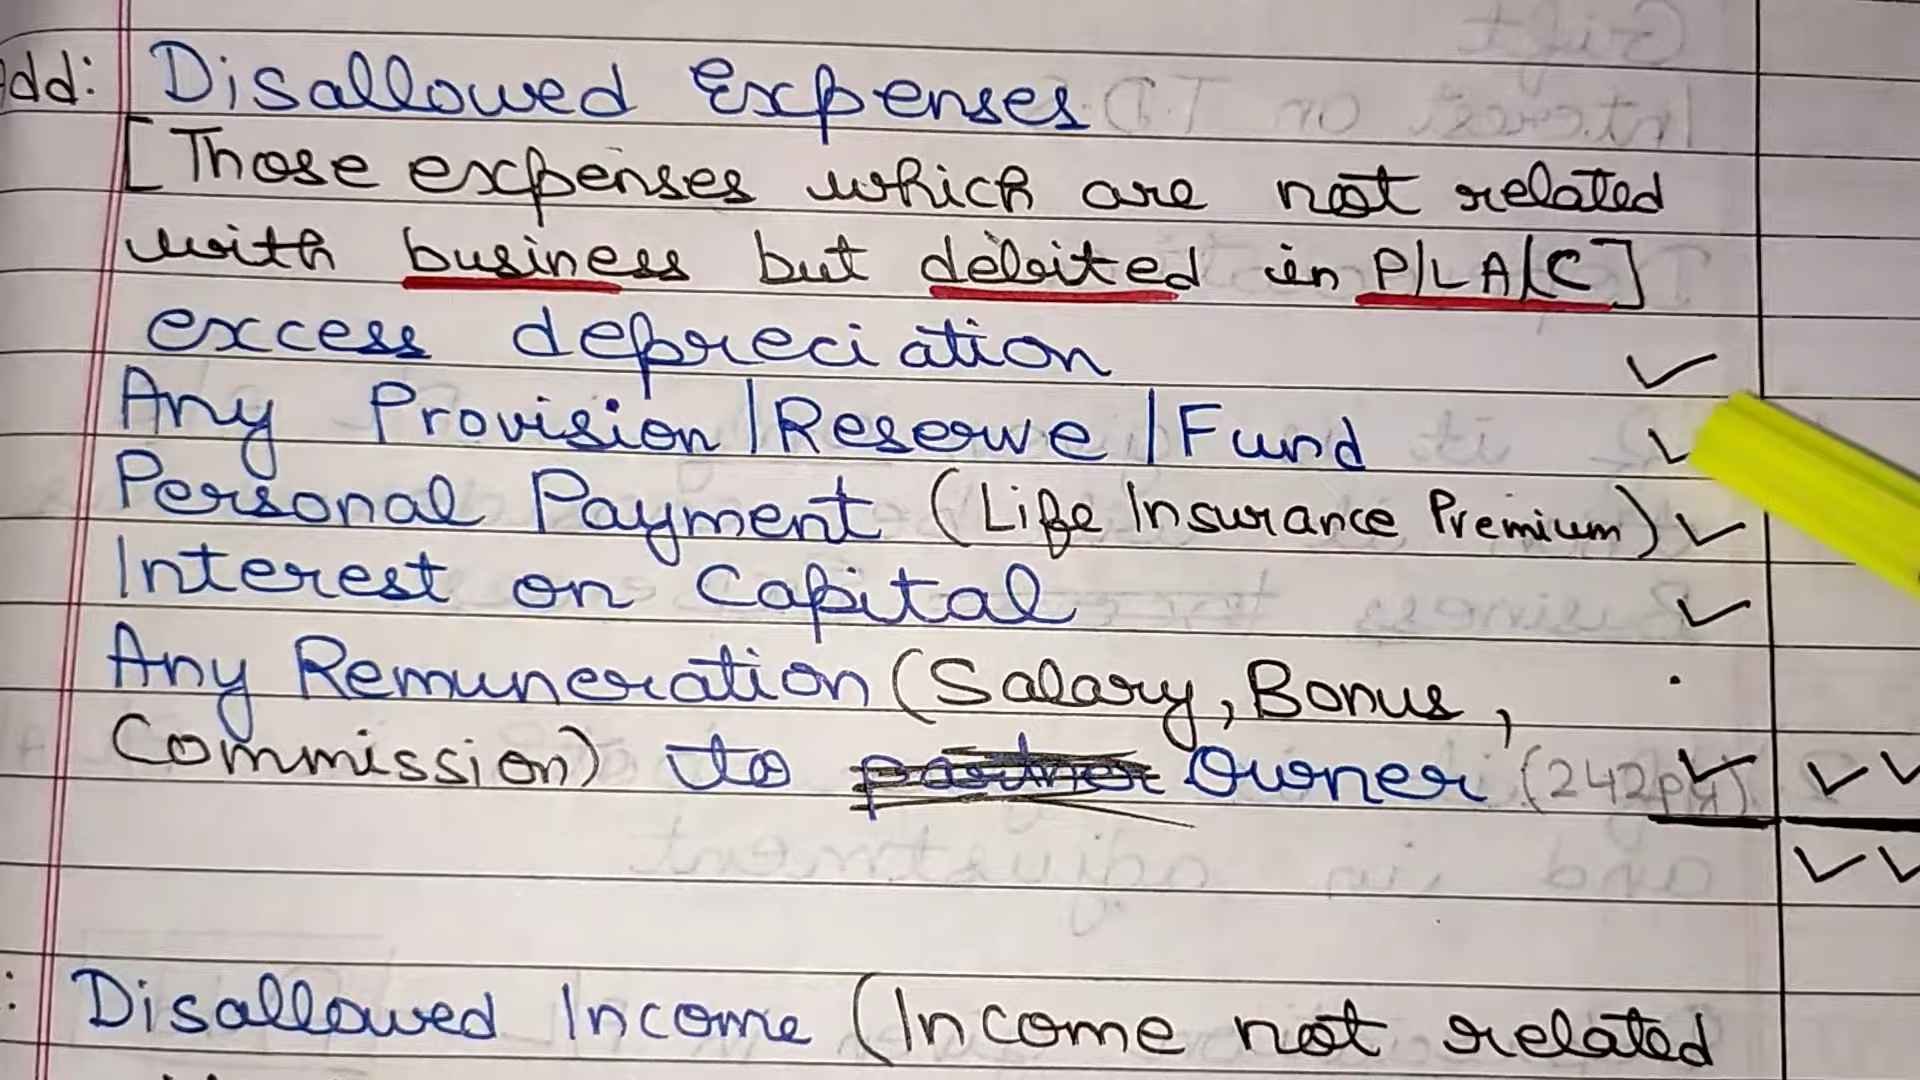 Add: Disallowed Expenses
[Those expenses which are not related
with business but debited in P/L A/C]
excess depreciation ✓
Any Provision/Reserve/Fund ✓
Personal Payment (Life Insurance Premium) ✓
Interest on Capital ✓
Any Remuneration (Salary, Bonus,
Commission) to partner Owner (242pg) ✓ ✓✓
✓✓
: Disallowed Income (Income not related